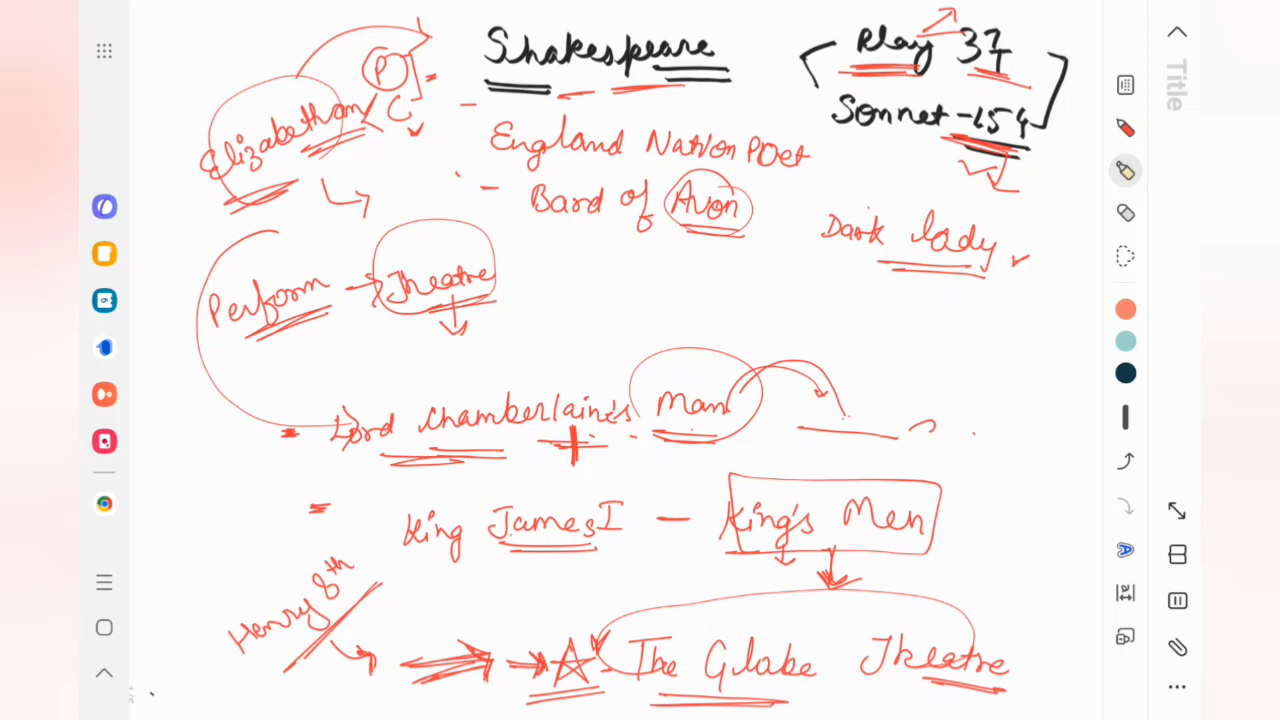 Shakespeare
Play 37
Sonnet - 154
Elizabethan
P
C
- England Nation Poet
- Bard of Avon
Dark lady
Perform → Theatre
Lord Chamberlain's Man
King James I - King's Men
Henry 8th
The Globe Theatre
Title